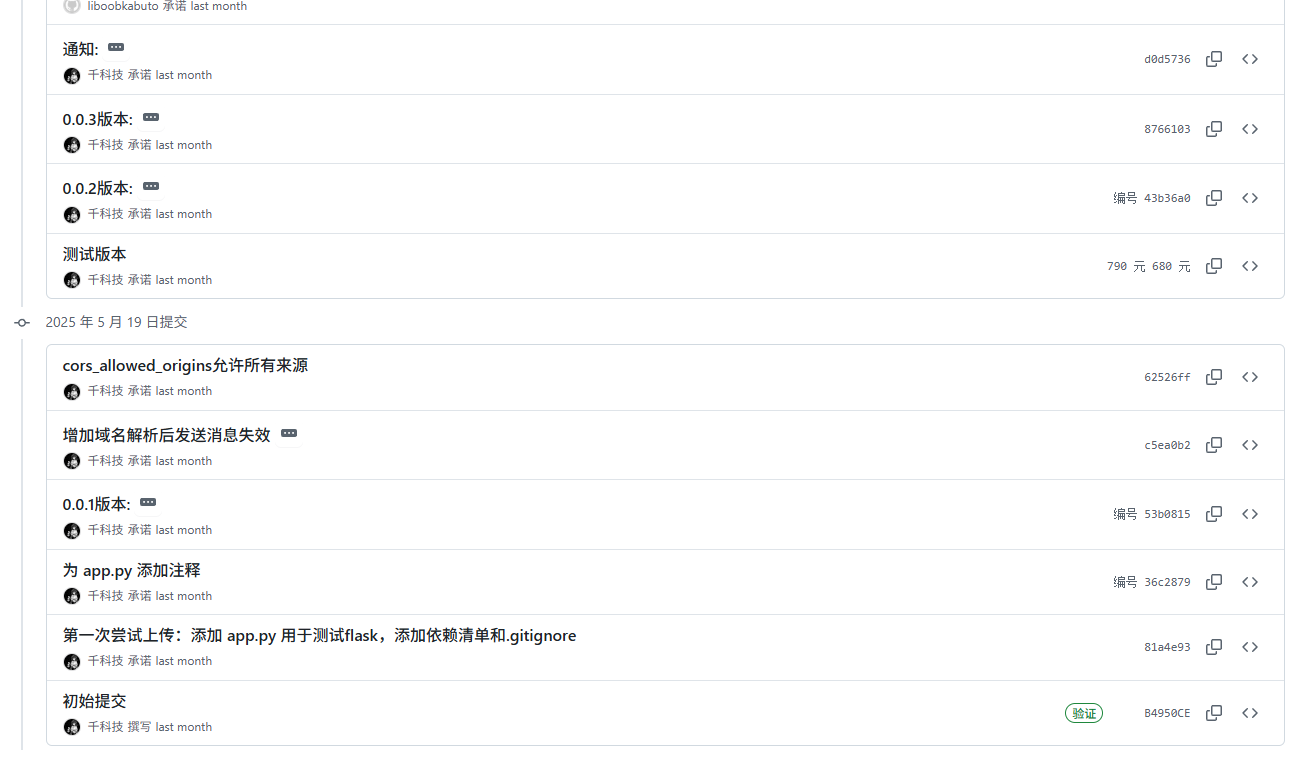 liboobkabuto 承诺 last month
通知:
千科技 承诺 last month
d0d5736
0.0.3版本:
千科技 承诺 last month
8766103
0.0.2版本:
千科技 承诺 last month
编号 43b36a0
测试版本
千科技 承诺 last month
790 元 680 元
2025 年 5 月 19 日提交
cors_allowed_origins允许所有来源
千科技 承诺 last month
62526ff
增加域名解析后发送消息失效
千科技 承诺 last month
c5ea0b2
0.0.1版本:
千科技 承诺 last month
编号 53b0815
为 app.py 添加注释
千科技 承诺 last month
编号 36c2879
第一次尝试上传：添加 app.py 用于测试flask，添加依赖清单和.gitignore
千科技 承诺 last month
81a4e93
初始提交
千科技 撰写 last month
验证
B4950CE